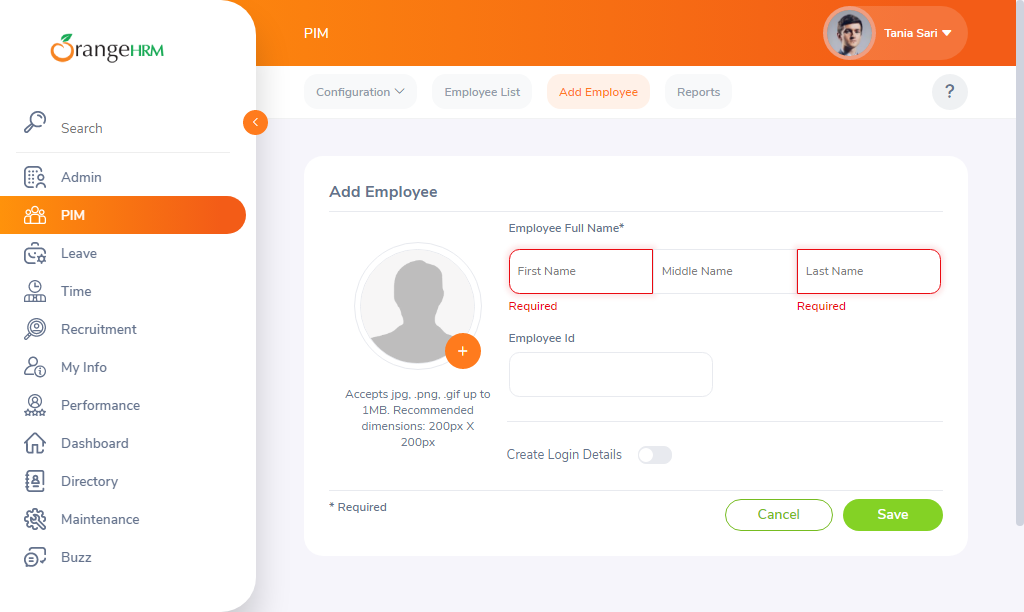 OrangeHRM
Search
Admin
PIM
Leave
Time
Recruitment
My Info
Performance
Dashboard
Directory
Maintenance
Buzz
PIM
Tania Sari
Configuration
Employee List
Add Employee
Reports
?
Add Employee
Employee Full Name*
First Name
Middle Name
Last Name
Required
Required
Employee Id
+
Accepts jpg, .png, .gif up to
1MB. Recommended
dimensions: 200px X
200px
Create Login Details
* Required
Cancel
Save